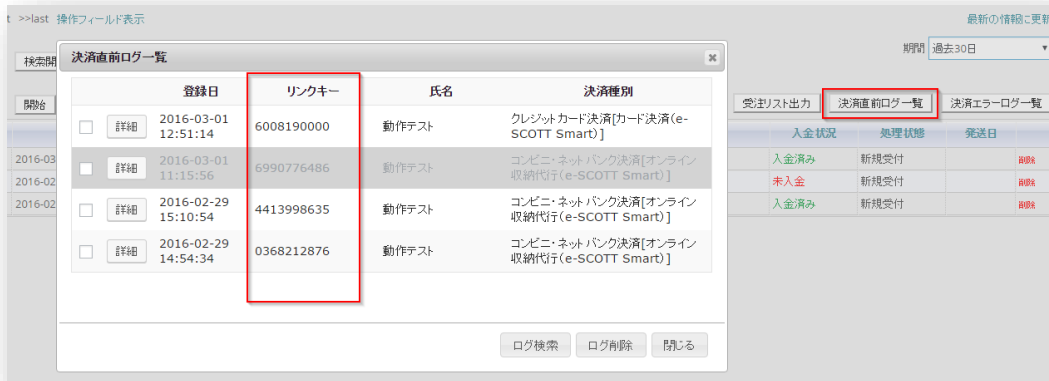 t >>last 操作フィールド表示 最新の情報に更新
期間 過去30日
検索開
決済直前ログ一覧
開始
受注リスト出力 決済直前ログ一覧 決済エラーログ一覧
登録日 リンクキー 氏名 決済種別
入金状況 処理状態 発送日
詳細 2016-03-01 12:51:14 6008190000 動作テスト クレジットカード決済[カード決済(e-
SCOTT Smart)]
2016-03 入金済み 新規受付 削除
詳細 2016-03-01 11:15:56 6990776486 動作テスト コンビニ・ネットバンク決済[オンライン
収納代行(e-SCOTT Smart)]
2016-02 未入金 新規受付 削除
2016-02 入金済み 新規受付 削除
詳細 2016-02-29 15:10:54 4413998635 動作テスト コンビニ・ネットバンク決済[オンライン
収納代行(e-SCOTT Smart)]
詳細 2016-02-29 14:54:34 0368212876 動作テスト コンビニ・ネットバンク決済[オンライン
収納代行(e-SCOTT Smart)]
ログ検索 ログ削除 閉じる